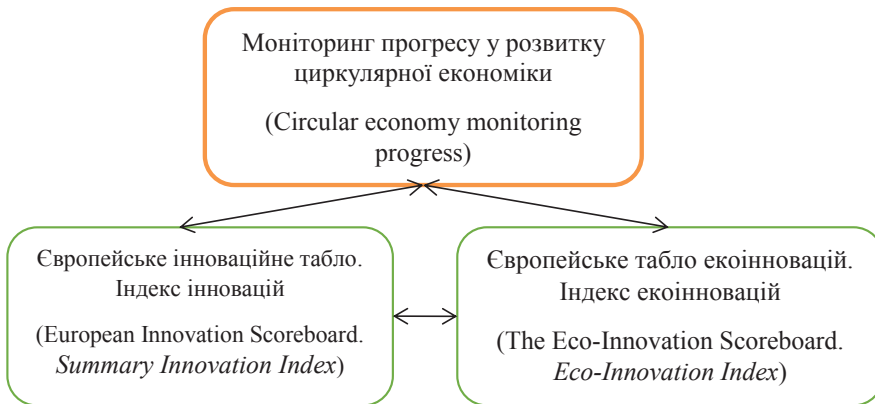 Моніторинг прогресу у розвитку
циркулярної економіки
(Circular economy monitoring
progress)
Європейське інноваційне табло.
Індекс інновацій
(European Innovation Scoreboard.
Summary Innovation Index)
Європейське табло екоінновацій.
Індекс екоінновацій
(The Eco-Innovation Scoreboard.
Eco-Innovation Index)